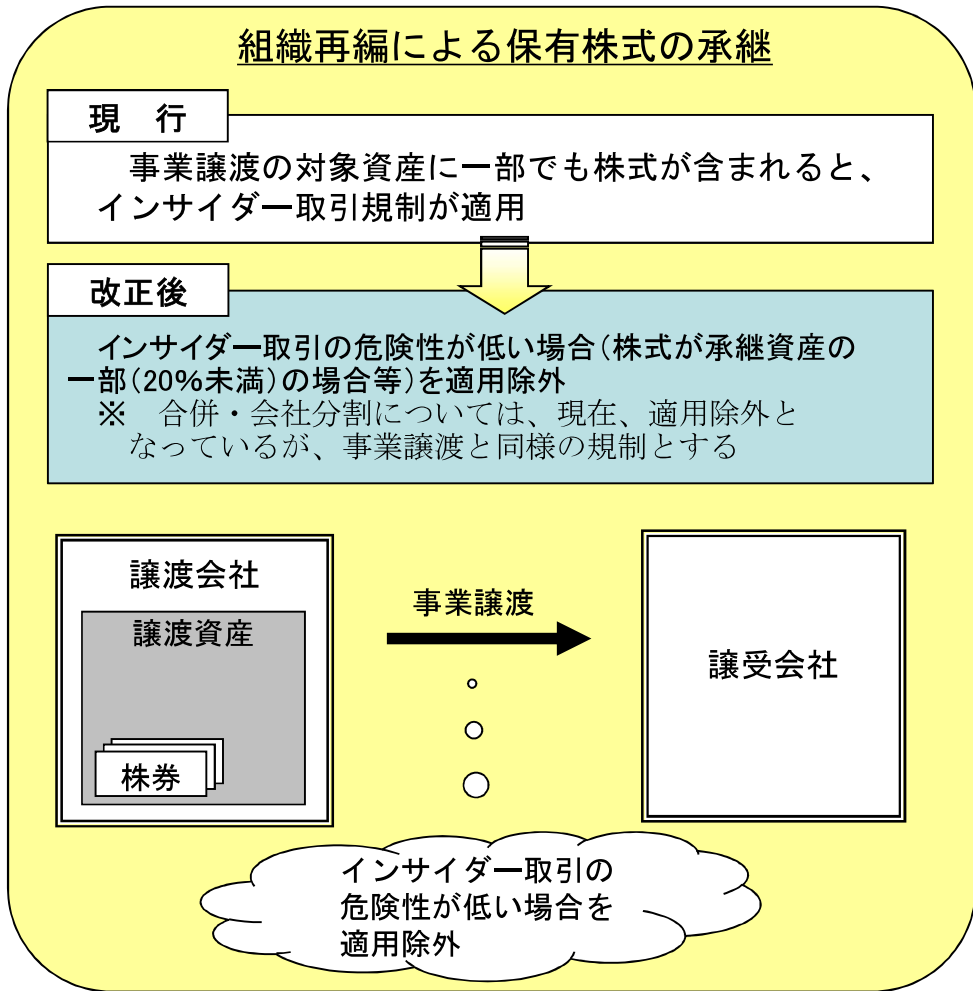 組織再編による保有株式の承継
現　行
事業譲渡の対象資産に一部でも株式が含まれると、
インサイダー取引規制が適用
改正後
インサイダー取引の危険性が低い場合（株式が承継資産の
一部（20％未満）の場合等）を適用除外
※　合併・会社分割については、現在、適用除外と
なっているが、事業譲渡と同様の規制とする
譲渡会社
譲渡資産
株券
事業譲渡
譲受会社
インサイダー取引の
危険性が低い場合を
適用除外